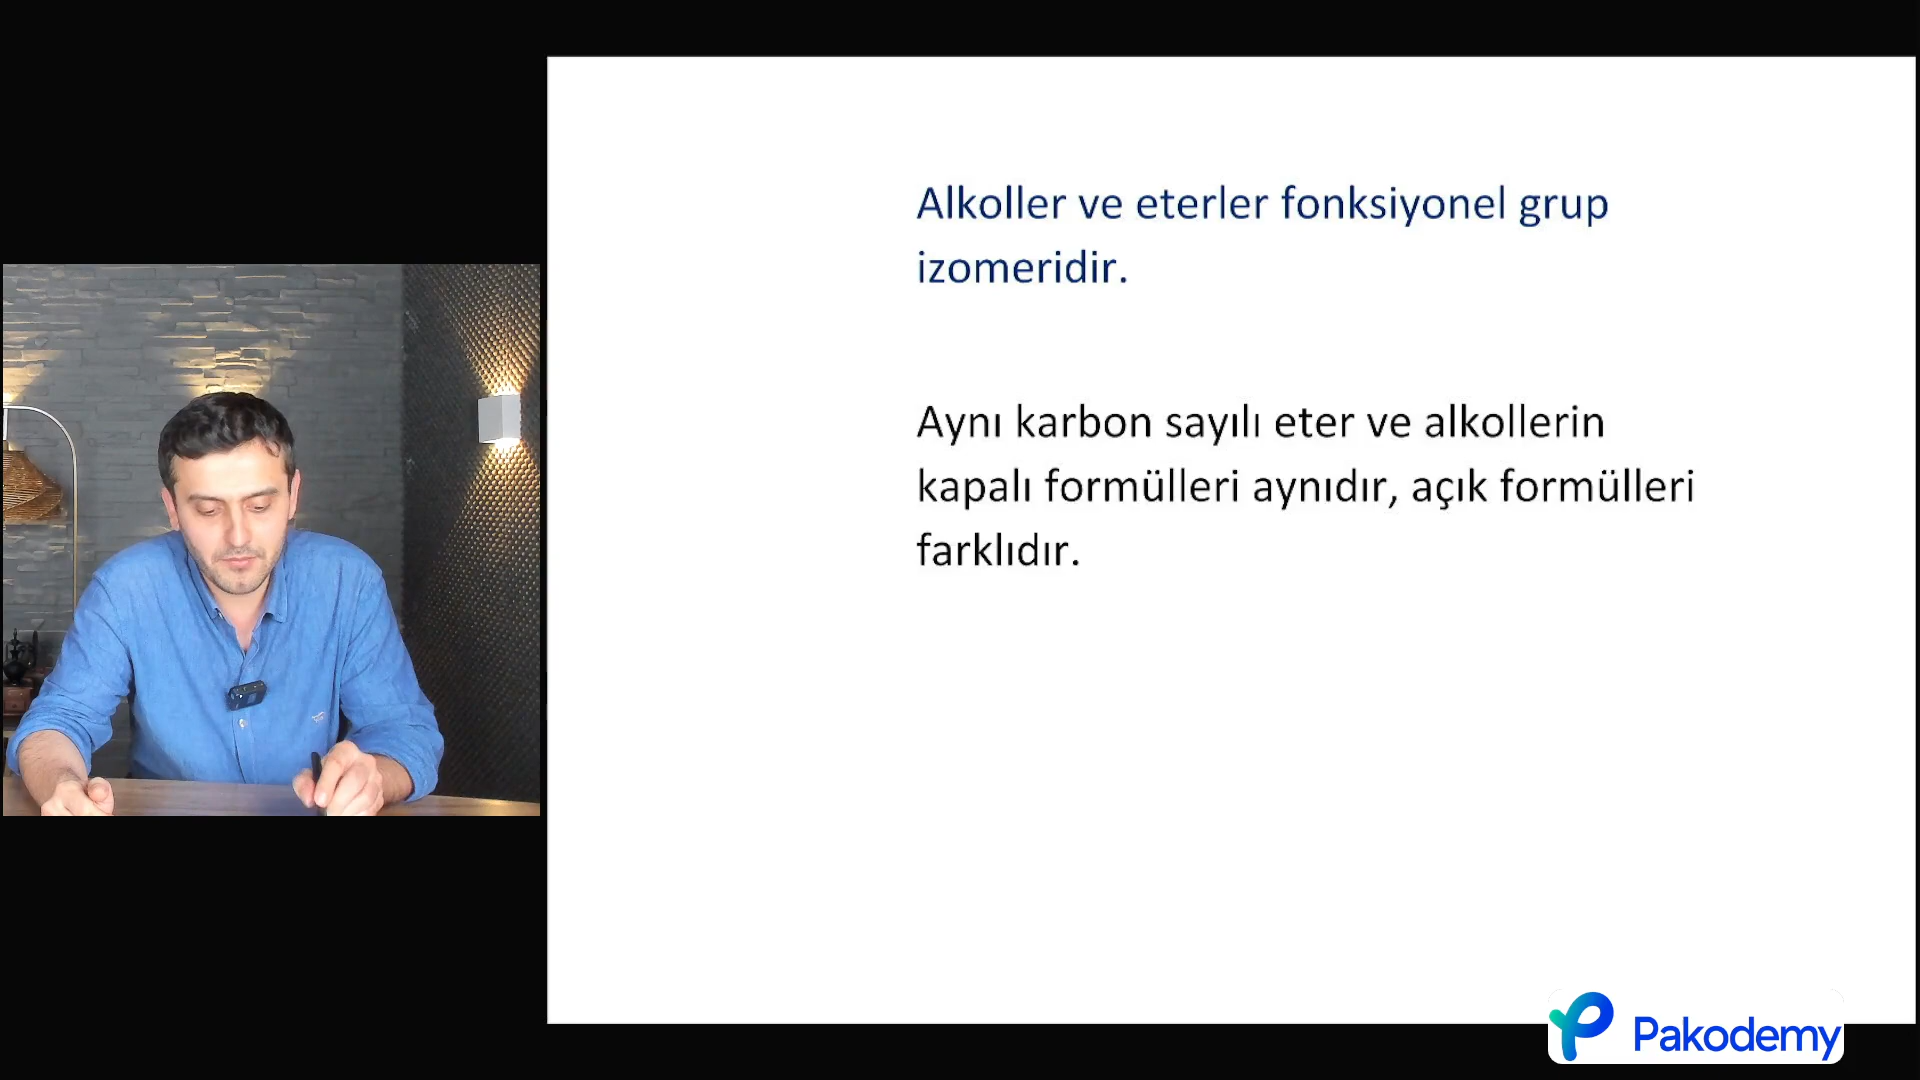 Alkoller ve eterler fonksiyonel grup
izomeridir.
Aynı karbon sayılı eter ve alkollerin
kapalı formülleri aynıdır, açık formülleri
farklıdır.
Pakodemy